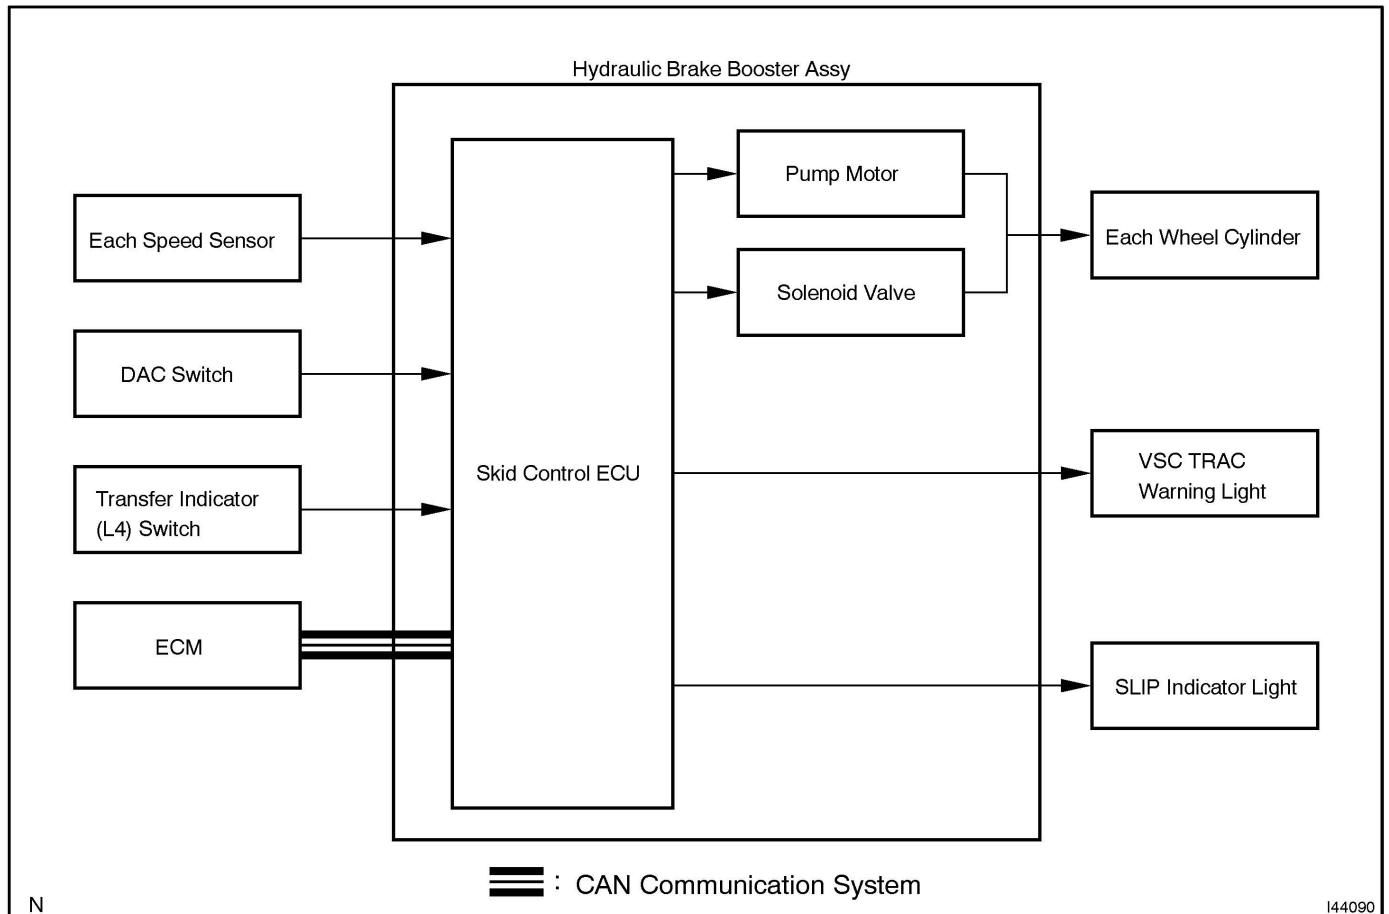 Hydraulic Brake Booster Assy
Each Speed Sensor
DAC Switch
Transfer Indicator
(L4) Switch
ECM
Skid Control ECU
Pump Motor
Solenoid Valve
Each Wheel Cylinder
VSC TRAC
Warning Light
SLIP Indicator Light
: CAN Communication System
N
I44090